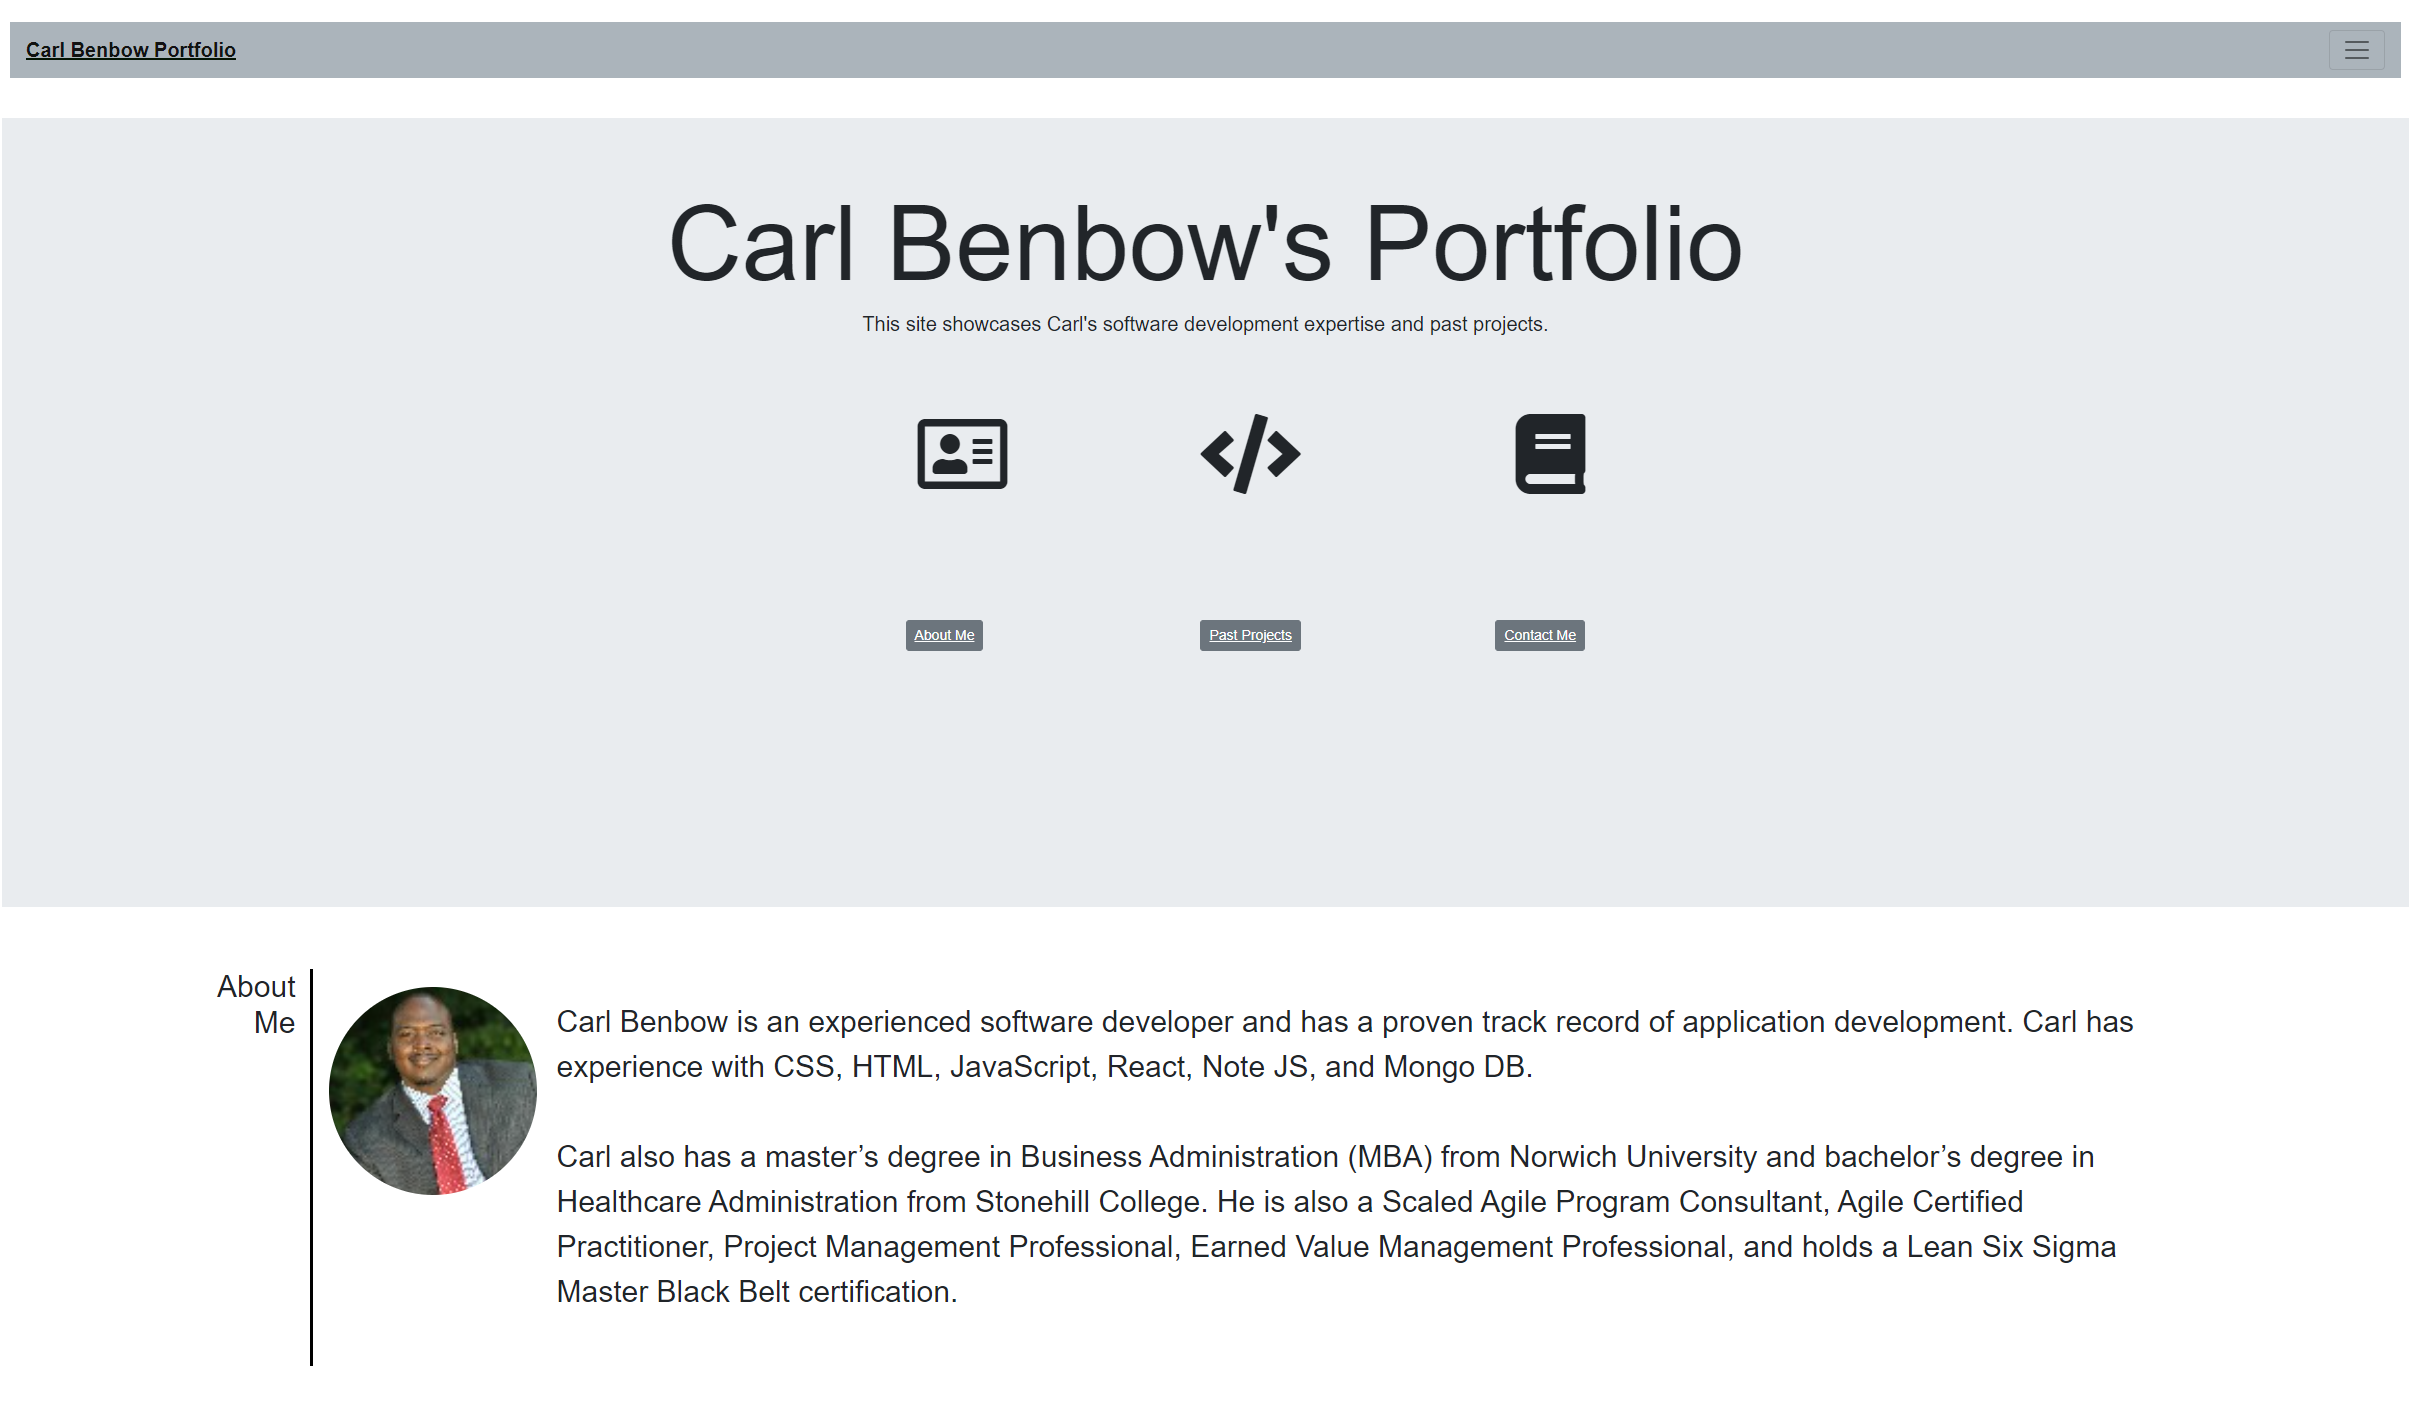 Carl Benbow Portfolio
Carl Benbow's Portfolio
This site showcases Carl's software development expertise and past projects.
About Me
Past Projects
Contact Me
About
Me
Carl Benbow is an experienced software developer and has a proven track record of application development. Carl has
experience with CSS, HTML, JavaScript, React, Note JS, and Mongo DB.
Carl also has a master’s degree in Business Administration (MBA) from Norwich University and bachelor’s degree in
Healthcare Administration from Stonehill College. He is also a Scaled Agile Program Consultant, Agile Certified
Practitioner, Project Management Professional, Earned Value Management Professional, and holds a Lean Six Sigma
Master Black Belt certification.